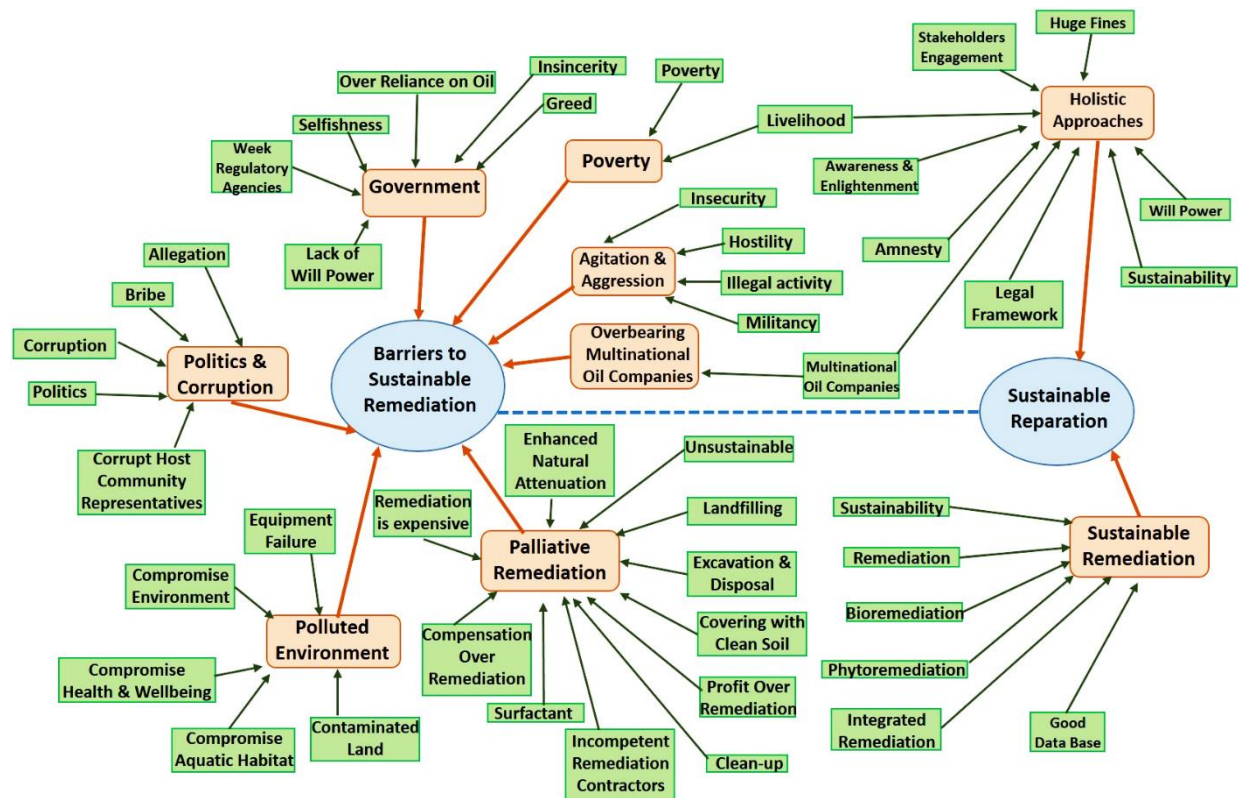 Huge Fines
Stakeholders
Engagement
Insincerity
Over Reliance on Oil
Poverty
Greed
Holistic
Approaches
Selfishness
Livelihood
Week
Regulatory
Agencies
Government
Poverty
Awareness &
Enlightenment
Insecurity
Will Power
Lack of
Will Power
Hostility
Amnesty
Allegation
Agitation &
Aggression
Illegal activity
Sustainability
Bribe
Legal
Framework
Militancy
Corruption
Politics &
Corruption
Barriers to
Sustainable
Remediation
Overbearing
Multinational
Oil Companies
Multinational
Oil Companies
Politics
Sustainable
Reparation
Corrupt Host
Community
Representatives
Enhanced
Natural
Attenuation
Unsustainable
Remediation
is expensive
Landfilling
Sustainability
Equipment
Failure
Palliative
Remediation
Sustainable
Remediation
Excavation &
Disposal
Remediation
Compromise
Environment
Bioremediation
Polluted
Environment
Compensation
Over
Remediation
Covering with
Clean Soil
Compromise
Health & Wellbeing
Phytoremediation
Profit Over
Remediation
Surfactant
Contaminated
Land
Integrated
Remediation
Good
Data Base
Compromise
Aquatic Habitat
Incompetent
Remediation
Contractors
Clean-up